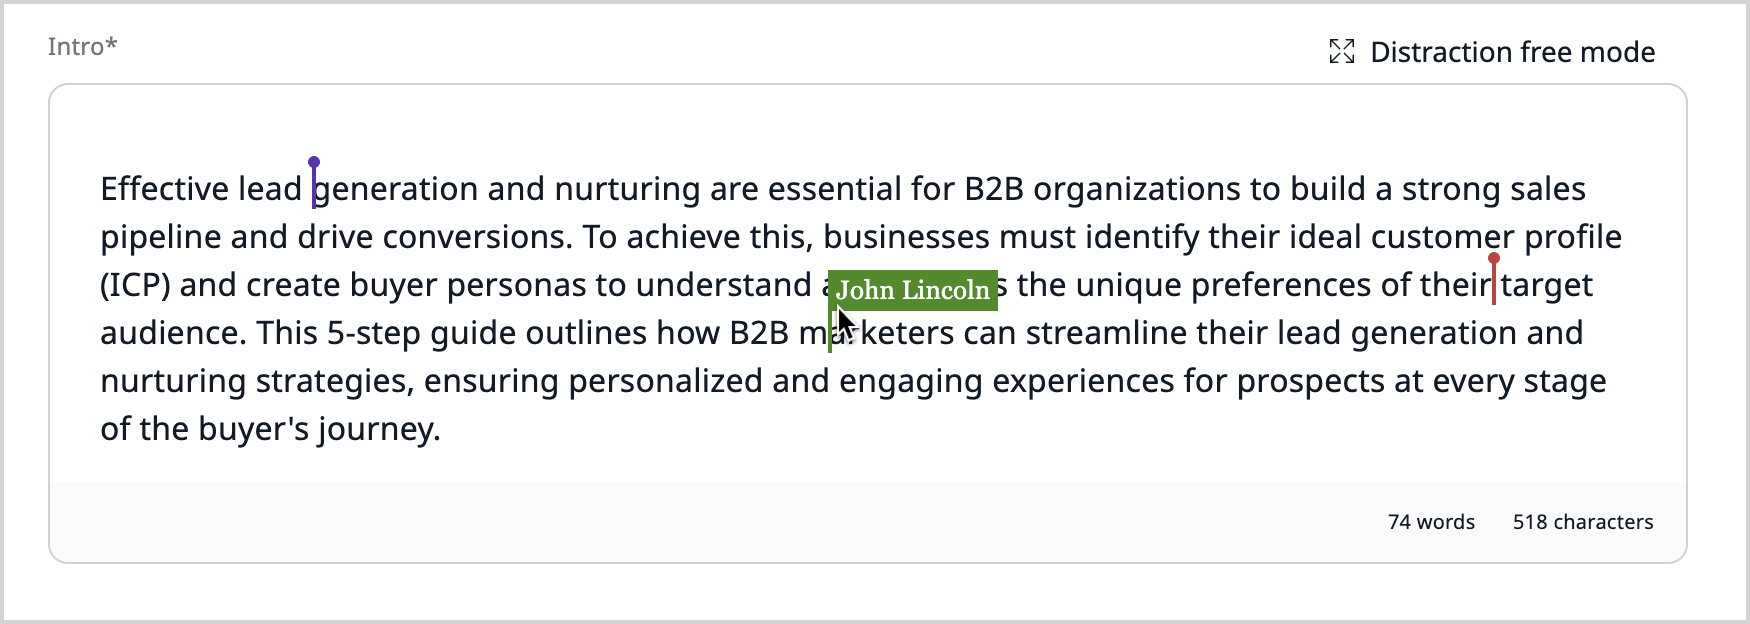 Intro*
Distraction free mode
Effective lead generation and nurturing are essential for B2B organizations to build a strong sales
pipeline and drive conversions. To achieve this, businesses must identify their ideal customer profile
(ICP) and create buyer personas to understand the unique preferences of their target
John Lincoln
audience. This 5-step guide outlines how B2B marketers can streamline their lead generation and
nurturing strategies, ensuring personalized and engaging experiences for prospects at every stage
of the buyer's journey.
74 words
518 characters